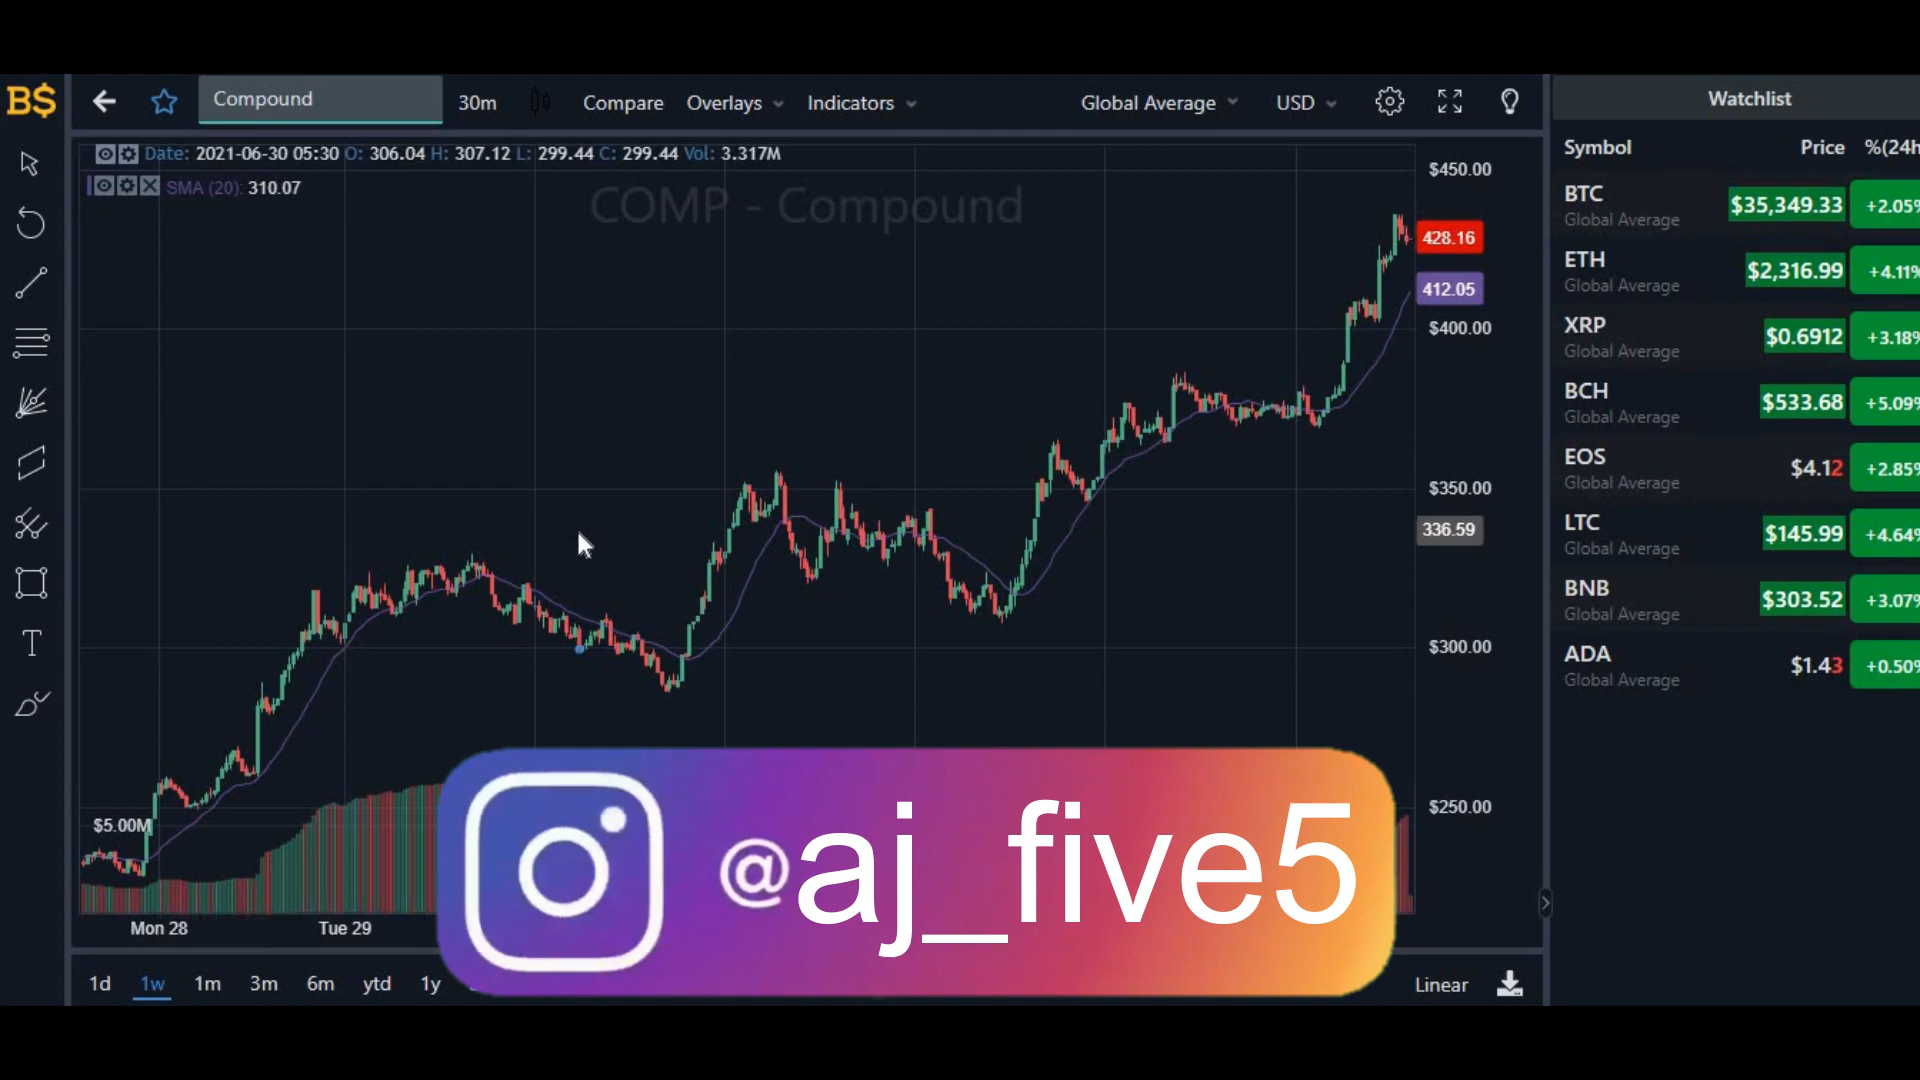 B$
Compound
30m
Compare
Overlays
Indicators
Global Average
USD
Watchlist
Date: 2021-06-30 05:30 O: 306.04 H: 307.12 L: 299.44 C: 299.44 Vol: 3.317M
SMA (20): 310.07
COMP - Compound
$450.00
428.16
412.05
$400.00
$350.00
336.59
$300.00
$250.00
$5.00M
Mon 28
Tue 29
Symbol Price %(24h
BTC $35,349.33 +2.05%
Global Average
ETH $2,316.99 +4.11%
Global Average
XRP $0.6912 +3.18%
Global Average
BCH $533.68 +5.09%
Global Average
EOS $4.12 +2.85%
Global Average
LTC $145.99 +4.64%
Global Average
BNB $303.52 +3.07%
Global Average
ADA $1.43 +0.50%
Global Average
@aj_five5
1d 1w 1m 3m 6m ytd 1y
Linear
T